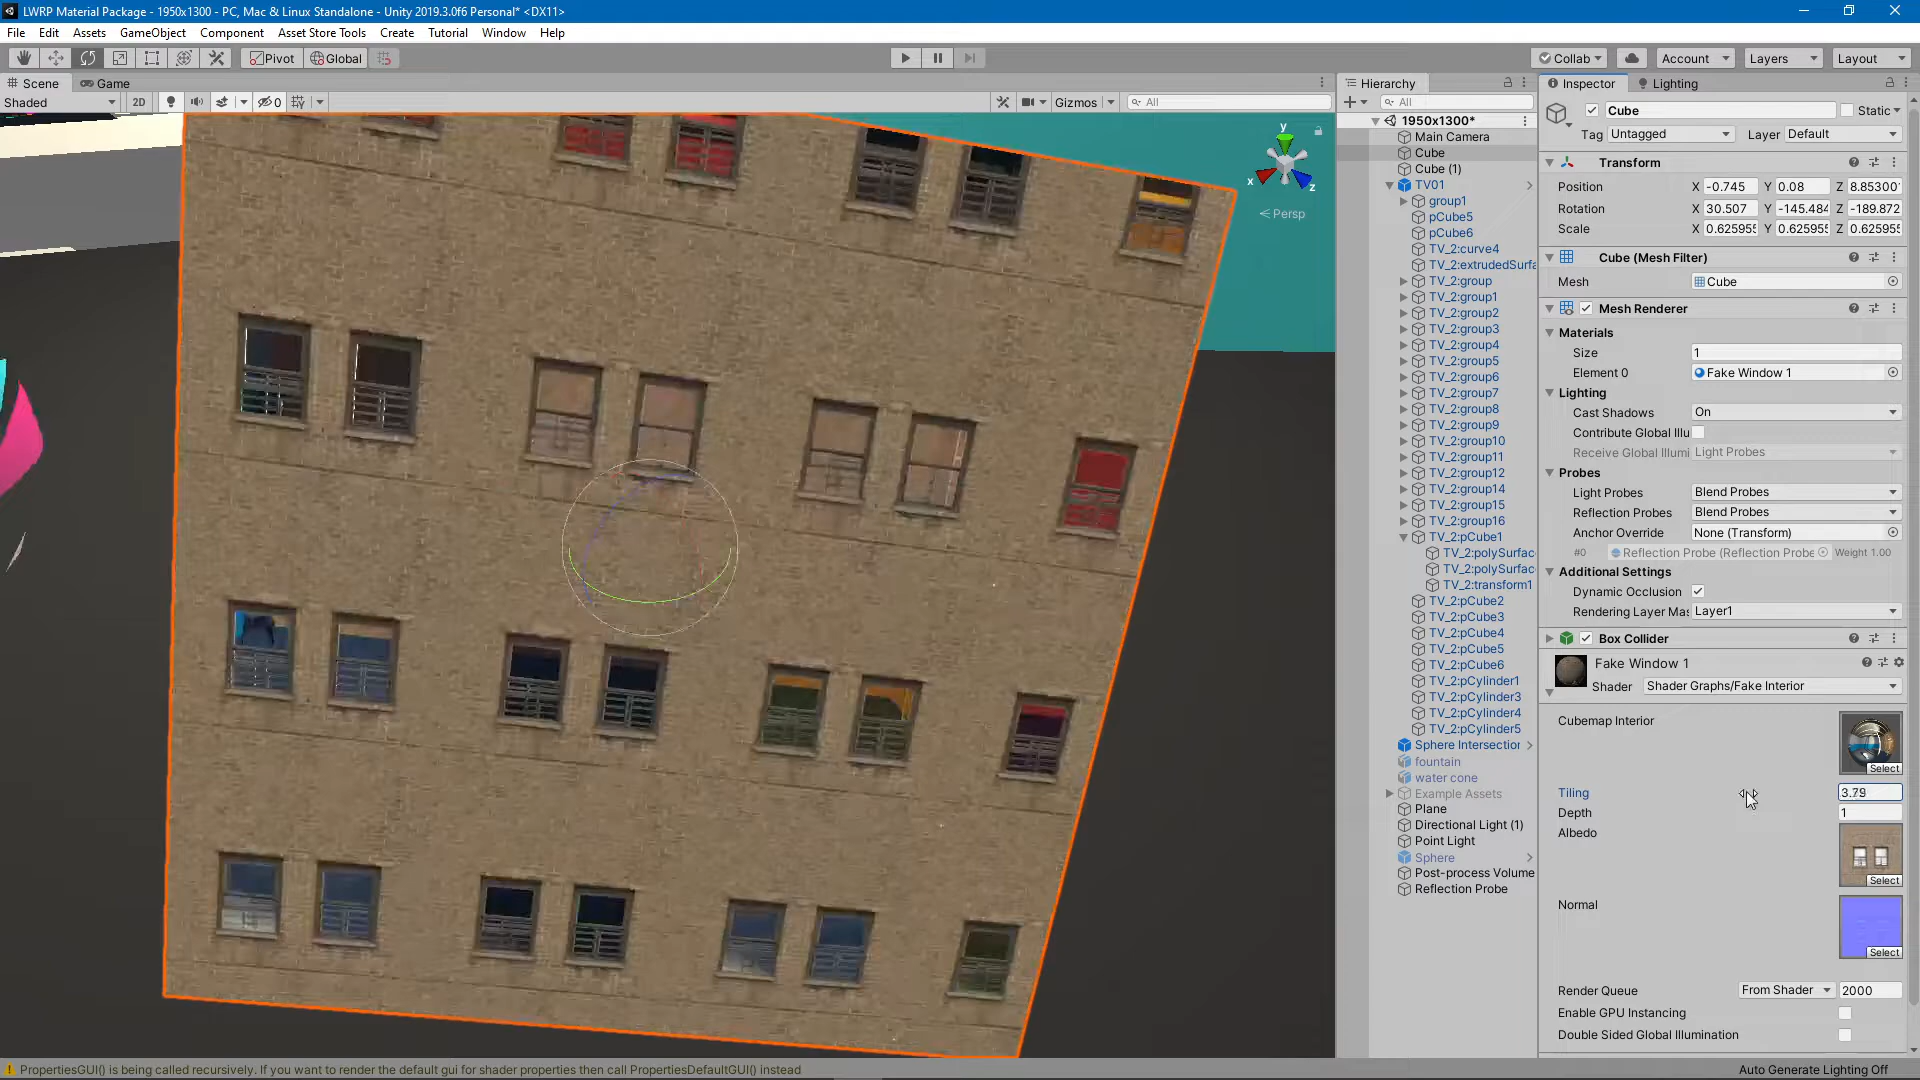 LWRP Material Package - 1950x1300 - PC, Mac & Linux Standalone - Unity 2019.3.0f6 Personal* <DX11>
File Edit Assets GameObject Component Asset Store Tools Create Tutorial Window Help
Pivot Global Collab Account Layers Layout
Scene Game
Shaded 2D 0 Gizmos All
y x z
Persp
Hierarchy
All
1950x1300*
Main Camera
Cube
Cube (1)
TV01
group1
pCube5
pCube6
TV_2:curve4
TV_2:extrudedSurfa
TV_2:group
TV_2:group1
TV_2:group2
TV_2:group3
TV_2:group4
TV_2:group5
TV_2:group6
TV_2:group7
TV_2:group8
TV_2:group9
TV_2:group10
TV_2:group11
TV_2:group12
TV_2:group14
TV_2:group15
TV_2:group16
TV_2:pCube1
TV_2:polySurfac
TV_2:polySurfac
TV_2:transform1
TV_2:pCube2
TV_2:pCube3
TV_2:pCube4
TV_2:pCube5
TV_2:pCube6
TV_2:pCylinder1
TV_2:pCylinder3
TV_2:pCylinder4
TV_2:pCylinder5
Sphere Intersection
fountain
water cone
Example Assets
Plane
Directional Light (1)
Point Light
Sphere
Post-process Volume
Reflection Probe
Inspector Lighting
Cube Static
Tag Untagged Layer Default
Transform
Position X -0.745 Y 0.08 Z 8.85300
Rotation X 30.507 Y -145.484 Z -189.872
Scale X 0.625955 Y 0.625955 Z 0.625955
Cube (Mesh Filter)
Mesh Cube
Mesh Renderer
Materials
Size 1
Element 0 Fake Window 1
Lighting
Cast Shadows On
Contribute Global Illu
Receive Global Illumi Light Probes
Probes
Light Probes Blend Probes
Reflection Probes Blend Probes
Anchor Override None (Transform)
#0 Reflection Probe (Reflection Probe Weight 1.00
Additional Settings
Dynamic Occlusion
Rendering Layer Mas Layer1
Box Collider
Fake Window 1
Shader Shader Graphs/Fake Interior
Cubemap Interior
Select
Tiling
Depth 1
Albedo
Select
Normal
Select
Render Queue From Shader 2000
Enable GPU Instancing
Double Sided Global Illumination
PropertiesGUI() is being called recursively. If you want to render the default gui for shader properties then call PropertiesDefaultGUI() instead
Auto Generate Lighting Off